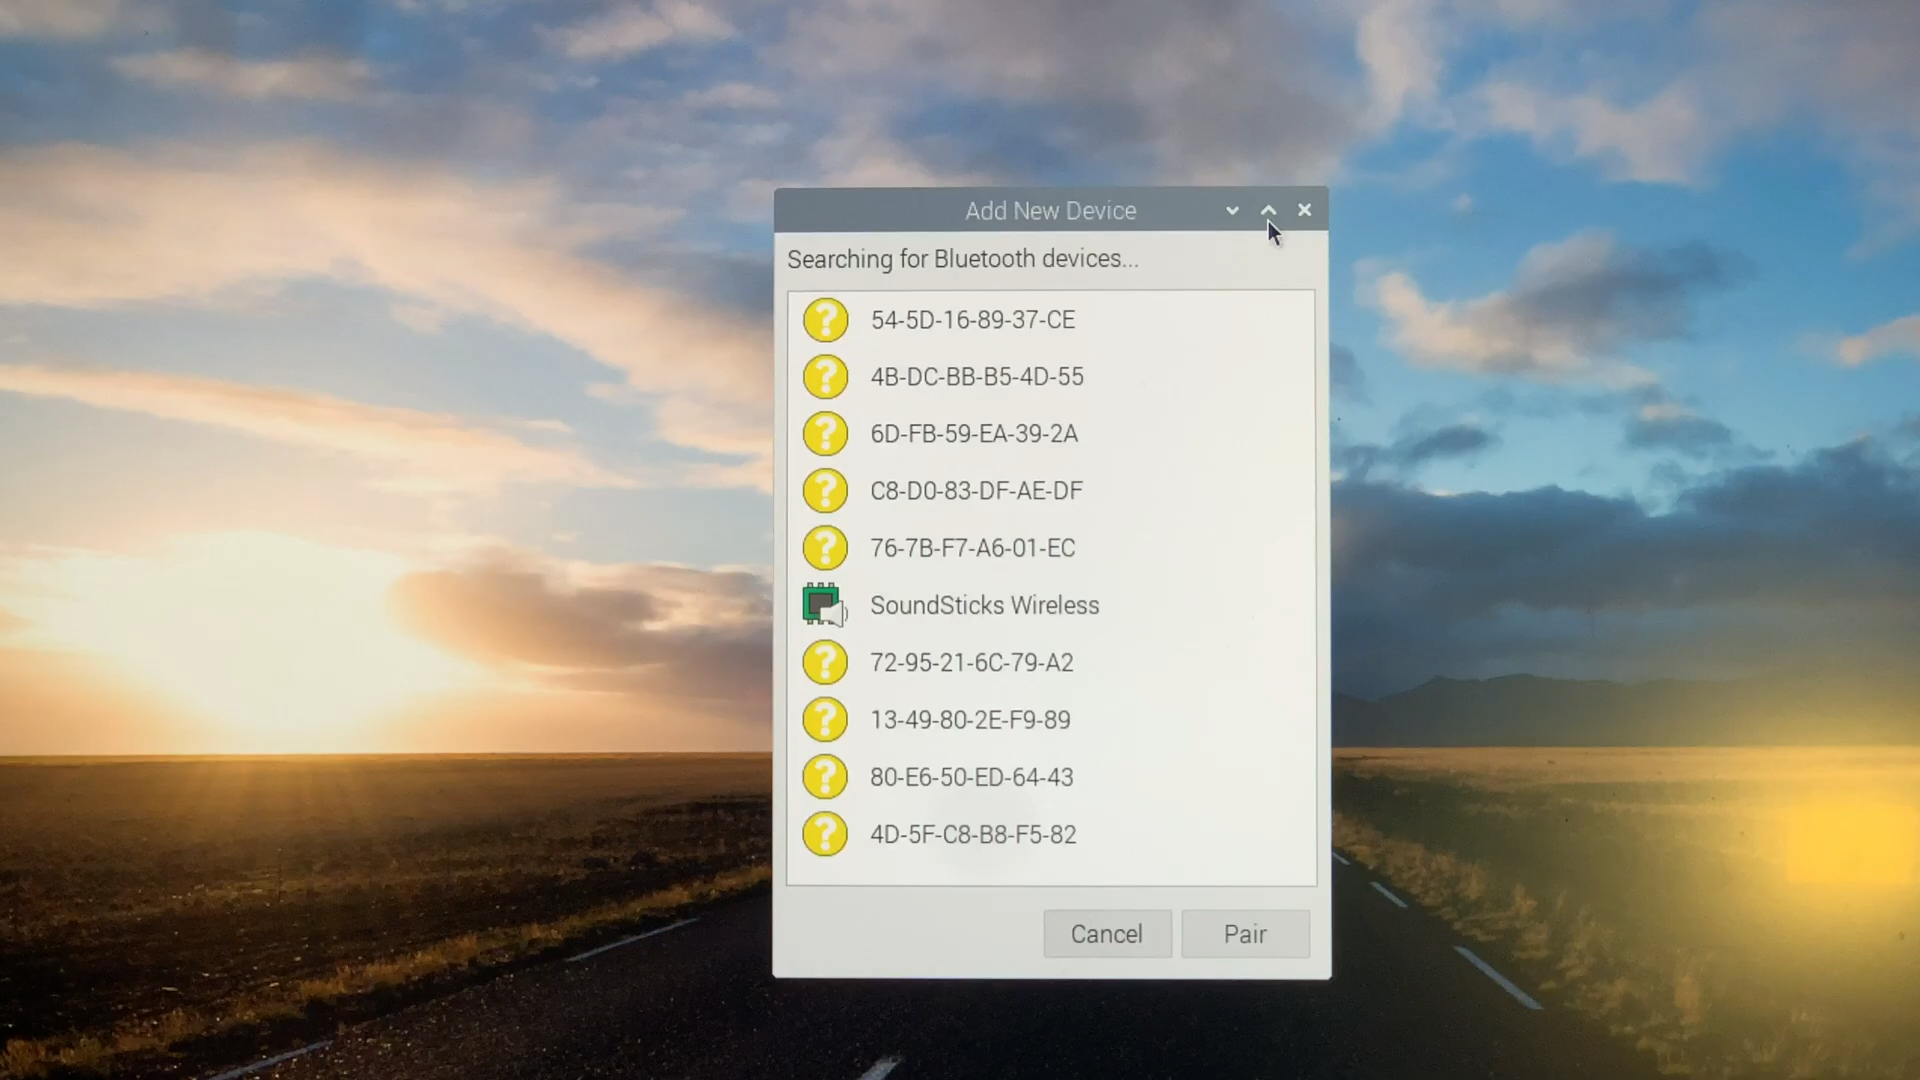 Add New Device
Searching for Bluetooth devices...
54-5D-16-89-37-CE
4B-DC-BB-B5-4D-55
6D-FB-59-EA-39-2A
C8-D0-83-DF-AE-DF
76-7B-F7-A6-01-EC
SoundSticks Wireless
72-95-21-6C-79-A2
13-49-80-2E-F9-89
80-E6-50-ED-64-43
4D-5F-C8-B8-F5-82
Cancel Pair